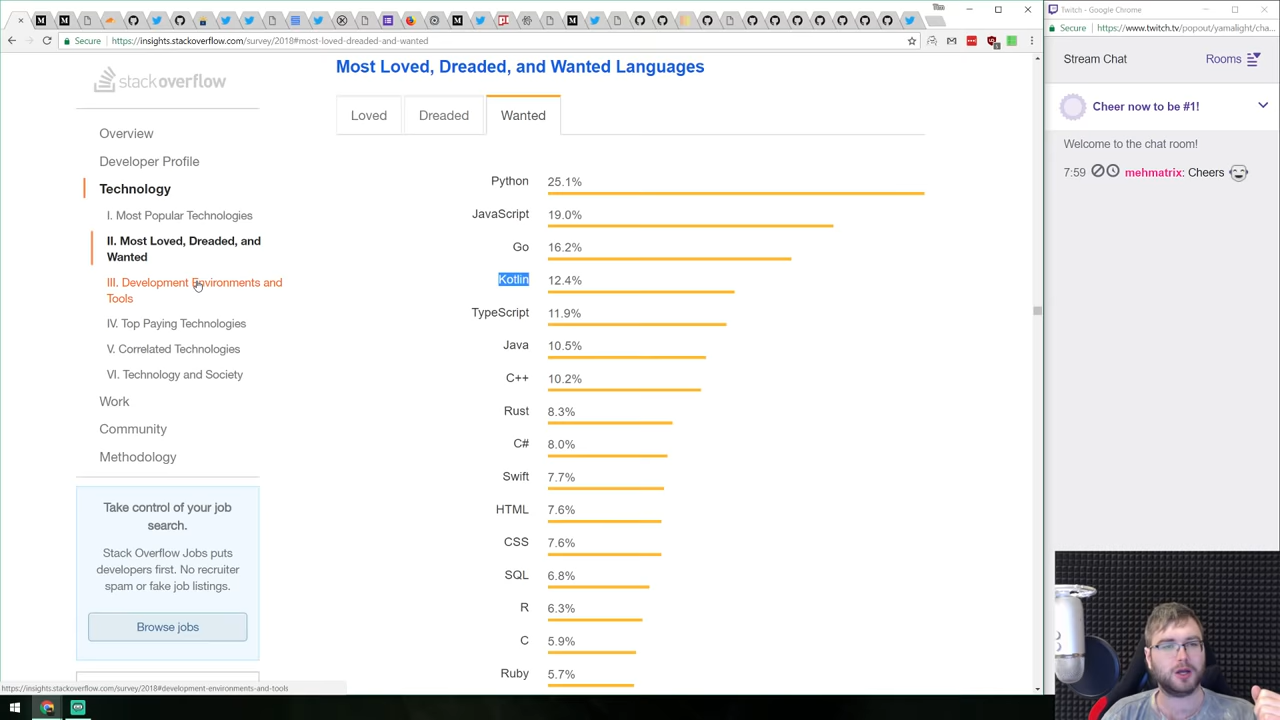 Twitch - Google Chrome
Secure
https://insights.stackoverflow.com/survey/2018#most-loved-dreaded-and-wanted
Secure
https://www.twitch.tv/popout/yamalight/cha
stackoverflow
Overview
Developer Profile
Technology
I. Most Popular Technologies
II. Most Loved, Dreaded, and
Wanted
III. Development Environments and
Tools
IV. Top Paying Technologies
V. Correlated Technologies
VI. Technology and Society
Work
Community
Methodology
Take control of your job
search.
Stack Overflow Jobs puts
developers first. No recruiter
spam or fake job listings.
Browse jobs
https://insights.stackoverflow.com/survey/2018#development-environments-and-tools
Most Loved, Dreaded, and Wanted Languages
Loved
Dreaded
Wanted
Python 25.1%
JavaScript 19.0%
Go 16.2%
Kotlin 12.4%
TypeScript 11.9%
Java 10.5%
C++ 10.2%
Rust 8.3%
C# 8.0%
Swift 7.7%
HTML 7.6%
CSS 7.6%
SQL 6.8%
R 6.3%
C 5.9%
Ruby 5.7%
Stream Chat
Rooms
Cheer now to be #1!
Welcome to the chat room!
7:59 mehmatrix: Cheers